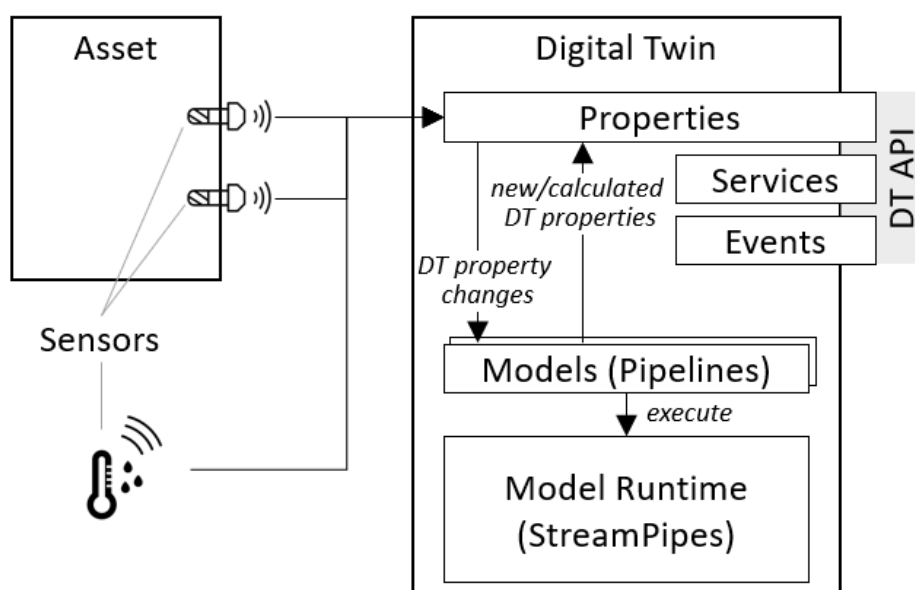 Asset
Digital Twin
Properties
DT API
Services
Events
new/calculated
DT properties
DT property
changes
Sensors
Models (Pipelines)
execute
Model Runtime
(StreamPipes)